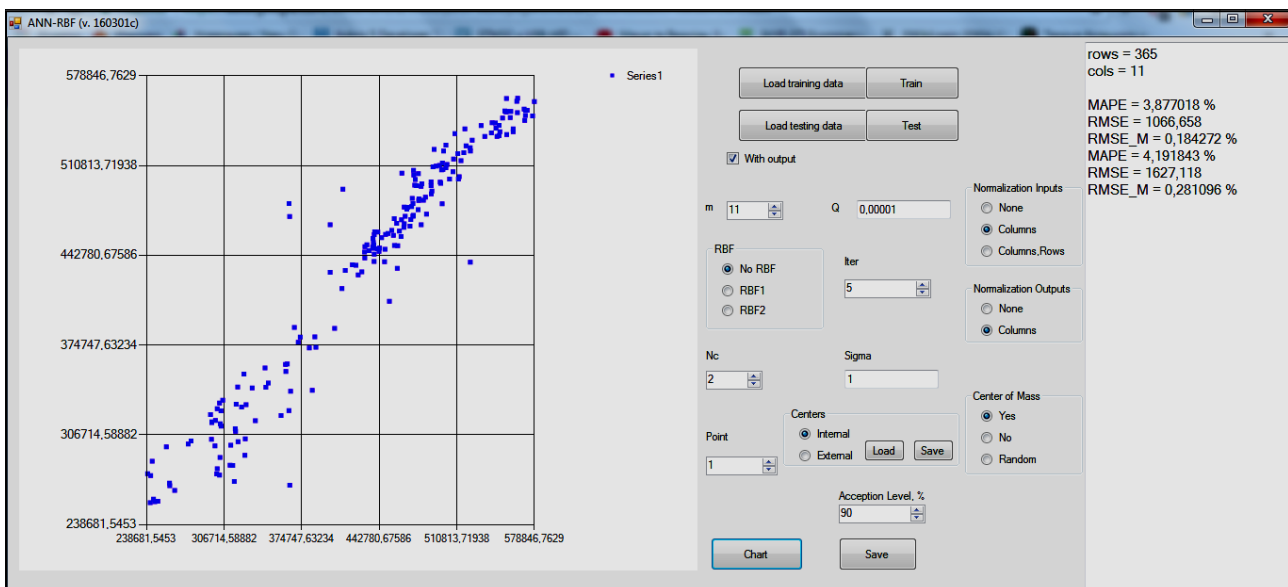 ANN-RBF (v. 160301c)
578846,7629
510813,71938
442780,67586
374747,63234
306714,58882
238681,5453
238681,5453 306714,58882 374747,63234 442780,67586 510813,71938 578846,7629
Series1
Load training data Train
Load testing data Test
With output
m 11 Q 0,00001
RBF
No RBF
RBF1
RBF2
Iter
5
Nc
2
Sigma
1
Centers
Internal
External
Load Save
Point
1
Acception Level, %
90
Chart Save
Normalization Inputs
None
Columns
Columns,Rows
Normalization Outputs
None
Columns
Center of Mass
Yes
No
Random
rows = 365
cols = 11
MAPE = 3,877018 %
RMSE = 1066,658
RMSE_M = 0,184272 %
MAPE = 4,191843 %
RMSE = 1627,118
RMSE_M = 0,281096 %